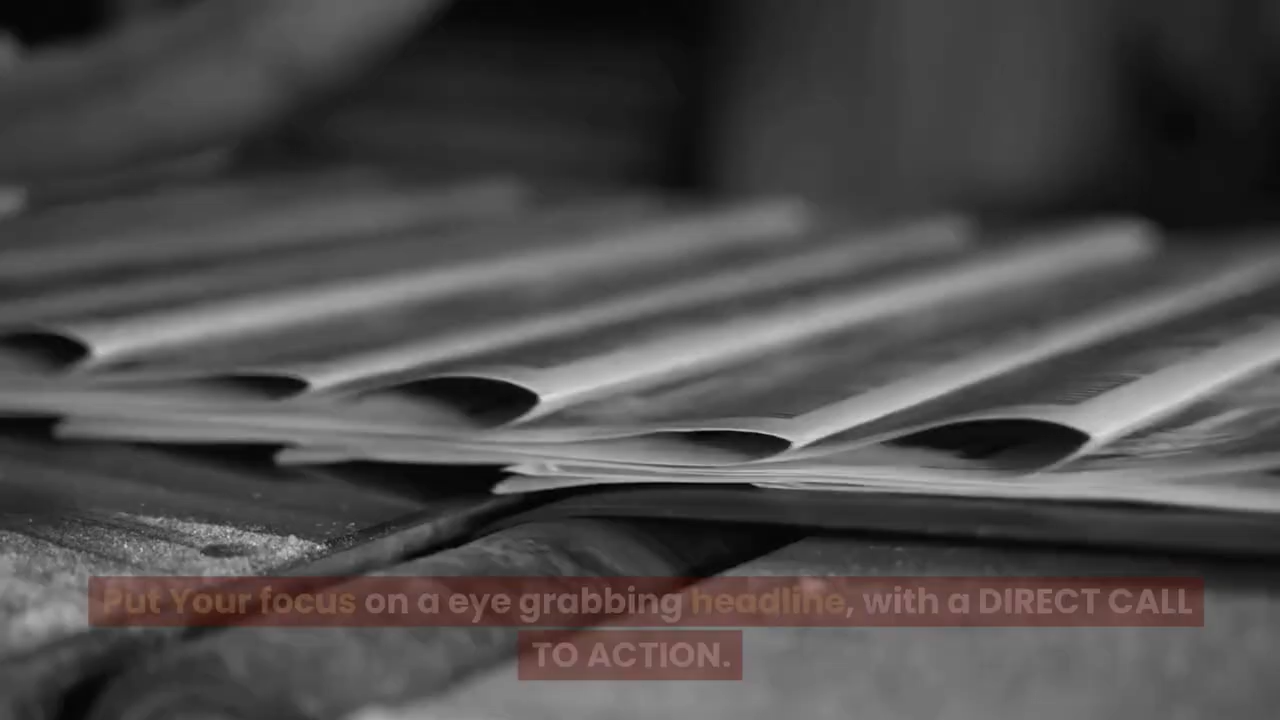 Put Your focus on a eye grabbing headline, with a DIRECT CALL
TO ACTION.